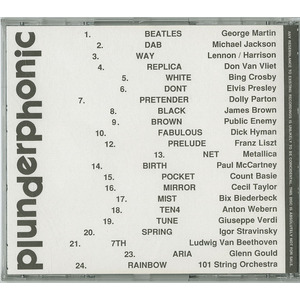 plunderphonic
1. BEATLES George Martin
2. DAB Michael Jackson
3. WAY Lennon / Harrison
4. REPLICA Don Van Vliet
5. WHITE Bing Crosby
6. DONT Elvis Presley
7. PRETENDER Dolly Parton
8. BLACK James Brown
9. BROWN Public Enemy
10. FABULOUS Dick Hyman
12. PRELUDE Franz Liszt
13. NET Metallica
14. BIRTH Paul McCartney
15. POCKET Count Basie
16. MIRROR Cecil Taylor
17. MIST Bix Biederbeck
18. TEN4 Anton Webern
19. TUNE Giuseppe Verdi
20. SPRING Igor Stravinsky
21. 7TH Ludwig Van Beethoven
23. ARIA Glenn Gould
24. RAINBOW 101 String Orchestra